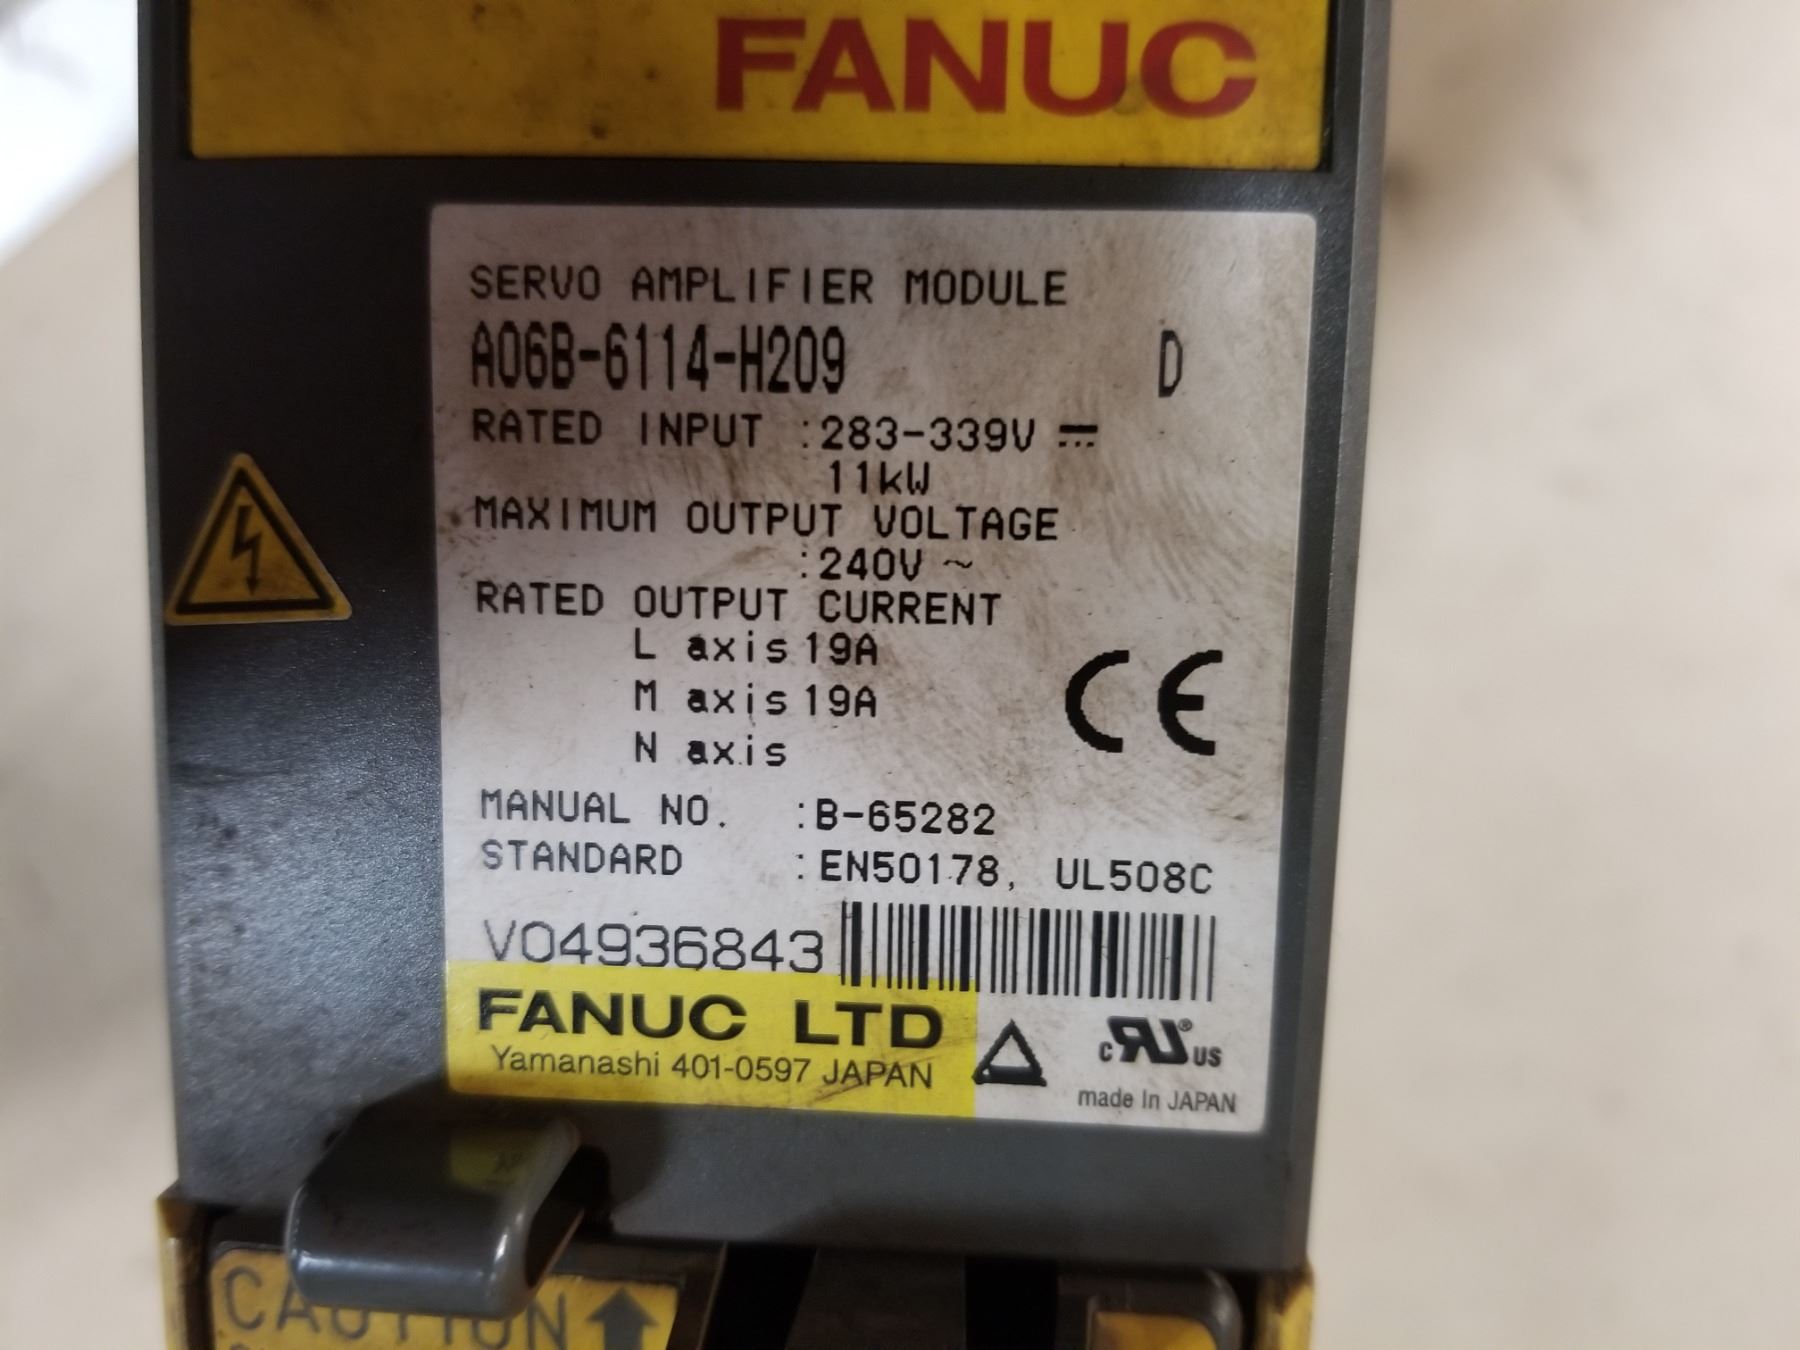 FANUC
SERVO AMPLIFIER MODULE
A06B-6114-H209 D
RATED INPUT :283-339V ⎓
11kW
MAXIMUM OUTPUT VOLTAGE
:240V ~
RATED OUTPUT CURRENT
L axis 19A
M axis 19A
N axis
MANUAL NO. :B-65282
STANDARD :EN50178, UL508C
CE
V04936843
FANUC LTD
Yamanashi 401-0597 JAPAN
c RU ® US
made In JAPAN
CAUTION